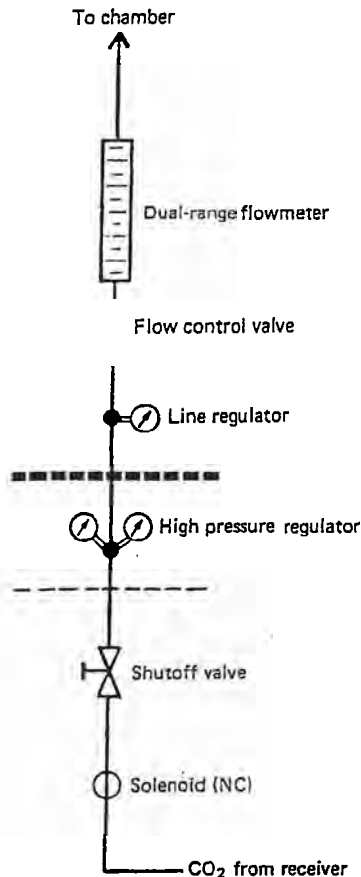 To chamber
Dual-range flowmeter
Flow control valve
Line regulator
High pressure regulator
Shutoff valve
Solenoid (NC)
CO₂ from receiver